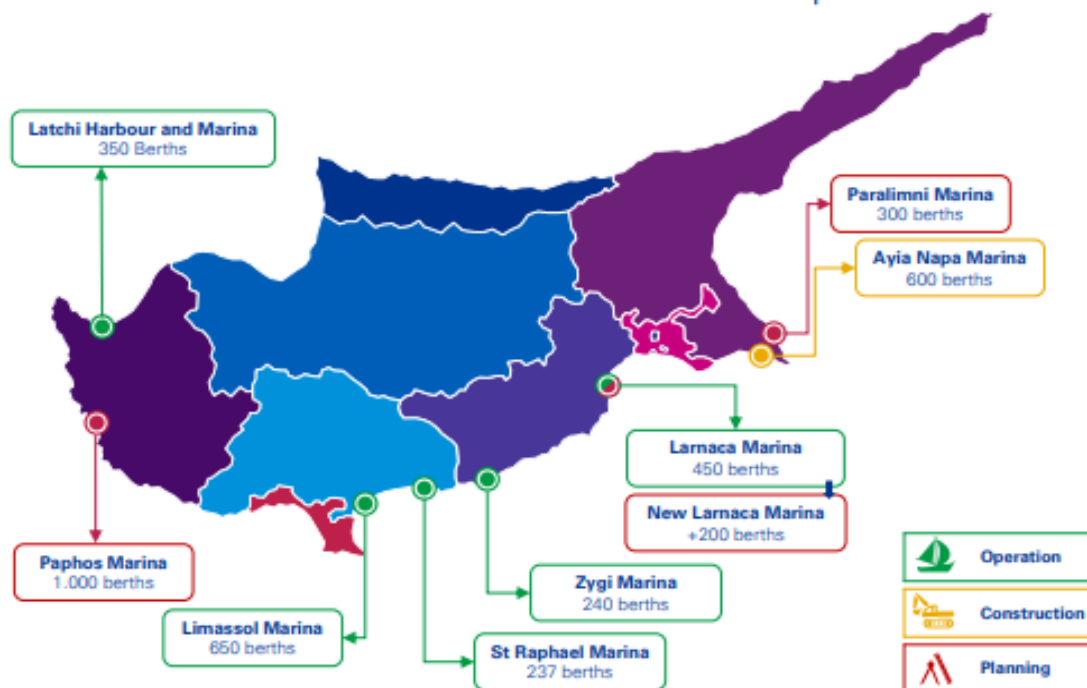 Latchi Harbour and Marina
350 Berths
Paralimni Marina
300 berths
Ayia Napa Marina
600 berths
Larnaca Marina
450 berths
New Larnaca Marina
+200 berths
Paphos Marina
1.000 berths
Zygi Marina
240 berths
Limassol Marina
650 berths
St Raphael Marina
237 berths
Operation
Construction
Planning